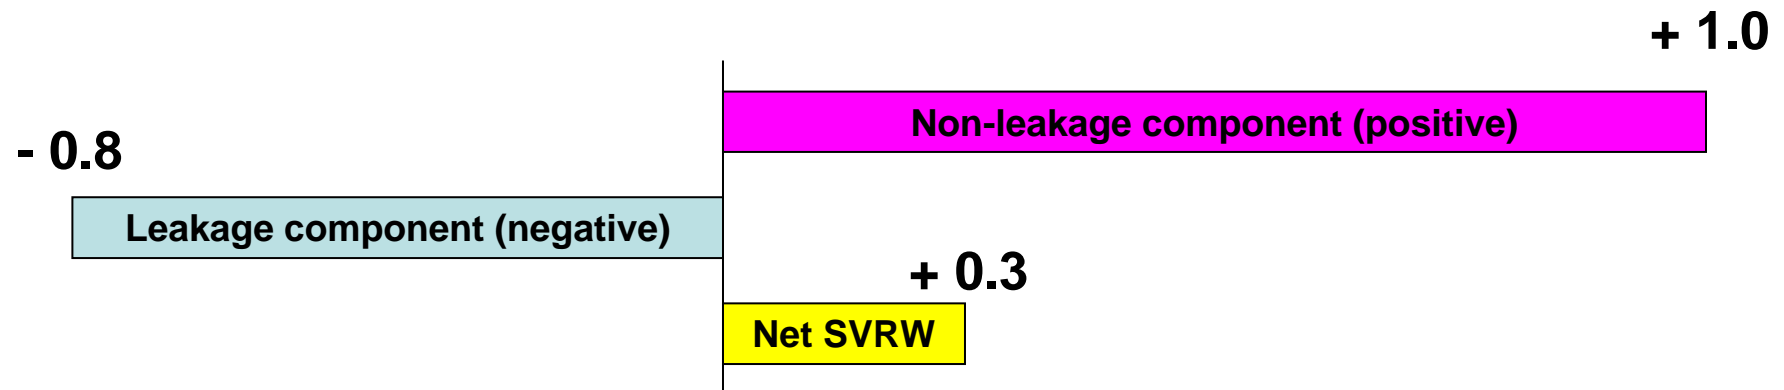 + 1.0
Non-leakage component (positive)
- 0.8
Leakage component (negative)
+ 0.3
Net SVRW